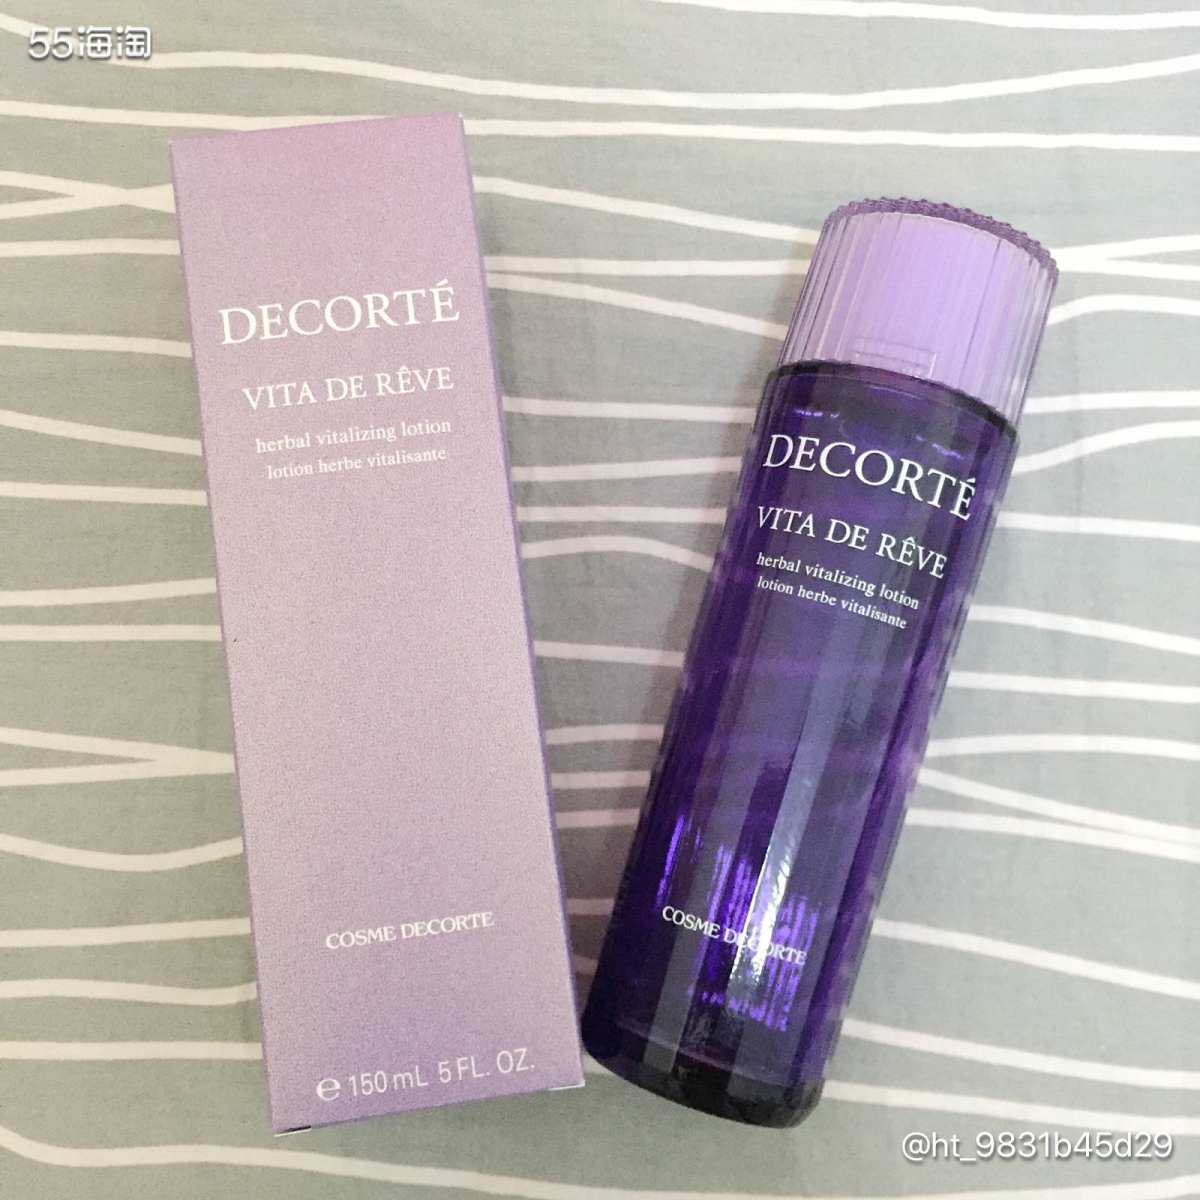 55海淘
DECORTÉ
VITA DE RÊVE
herbal vitalizing lotion
lotion herbe vitalisante
COSME DECORTE
℮ 150 mL 5 FL. OZ.
DECORTÉ
VITA DE RÊVE
herbal vitalizing lotion
lotion herbe vitalisante
COSME DECORTE
@ht_9831b45d29